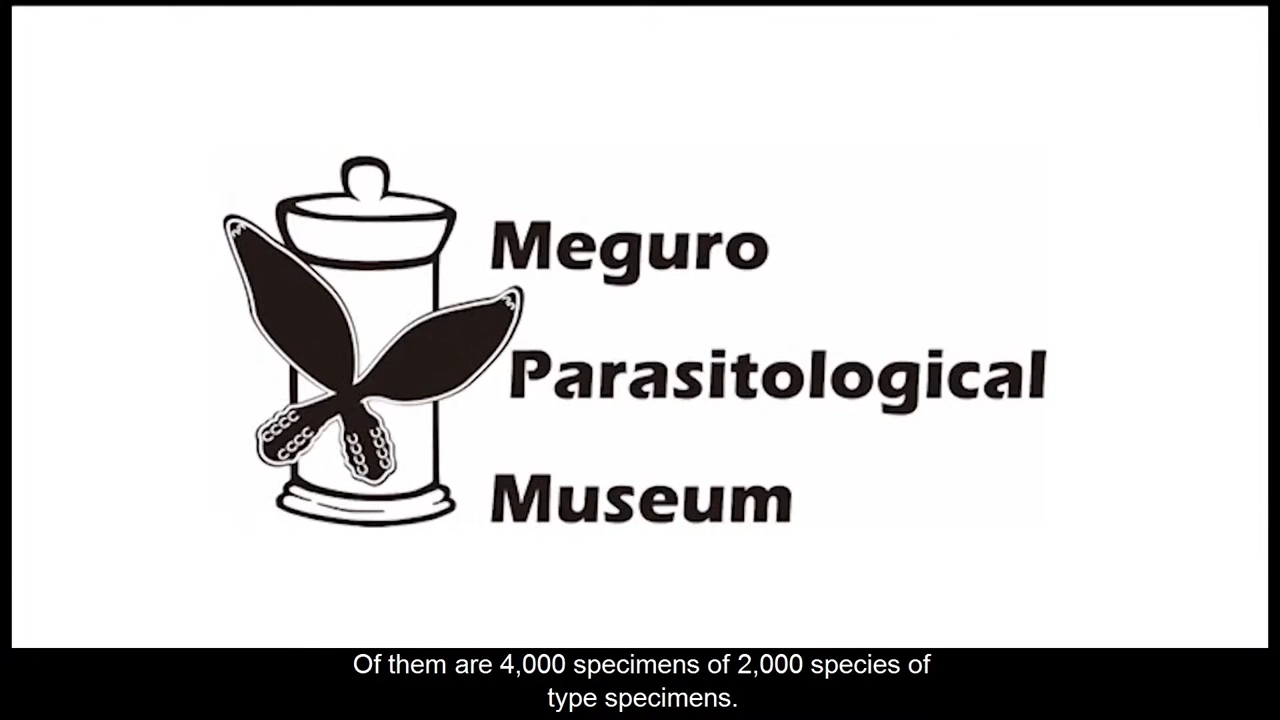 Meguro
Parasitological
Museum
Of them are 4,000 specimens of 2,000 species of
type specimens.